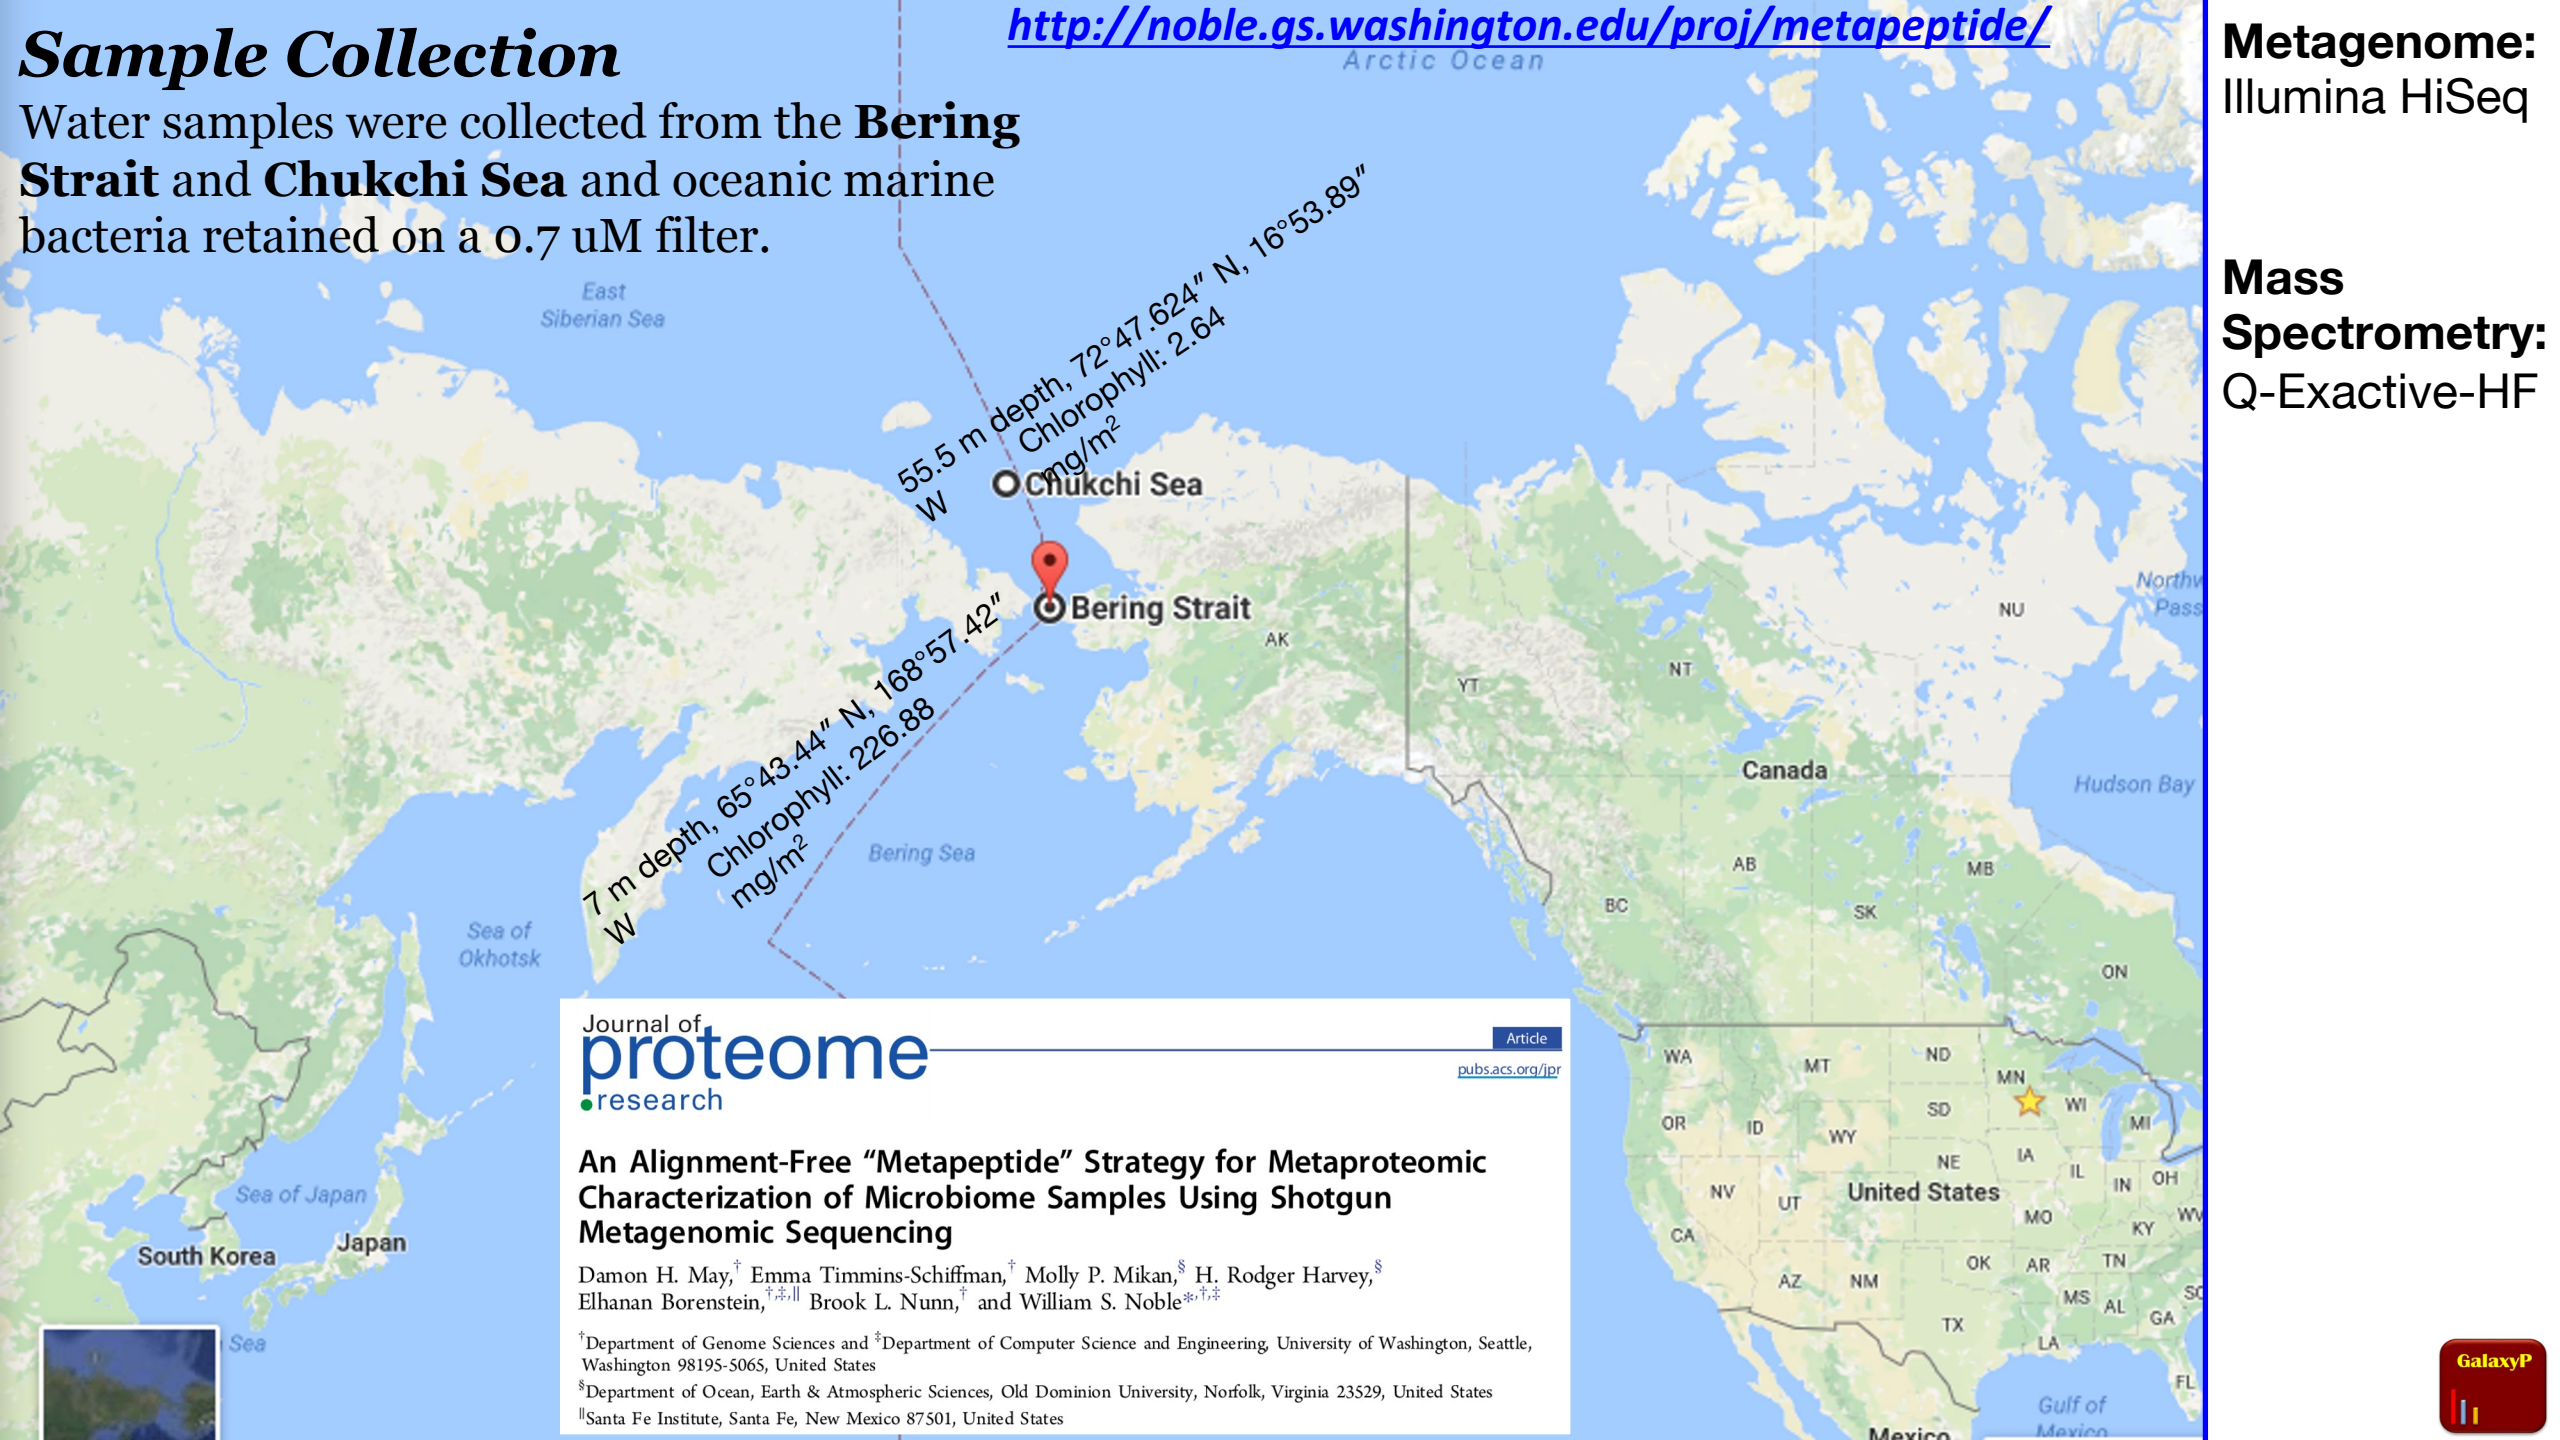 Sample Collection
Water samples were collected from the Bering
Strait and Chukchi Sea and oceanic marine
bacteria retained on a 0.7 uM filter.
http://noble.gs.washington.edu/proj/metapeptide/
Arctic Ocean
Metagenome:
Illumina HiSeq
Mass
Spectrometry:
Q-Exactive-HF
East
Siberian Sea
55.5 m depth, 72°47.624″ N, 16°53.89″
W
Chlorophyll: 2.64
mg/m²
Chukchi Sea
Bering Strait
7 m depth, 65°43.44″ N, 168°57.42″
W
Chlorophyll: 226.88
mg/m²
AK
YT
NT
NU
Northw
Pass
Canada
Hudson Bay
Bering Sea
AB
MB
BC
SK
ON
Sea of
Okhotsk
Sea of Japan
South Korea
Japan
Sea
WA
MT
ND
MN
OR
ID
SD
WI
MI
WY
NE
IA
IL
IN
OH
NV
UT
United States
MO
KY
WV
CA
OK
AR
TN
AZ
NM
MS
AL
SC
GA
TX
LA
FL
Gulf of
Mexico
Mexico
Journal of
proteome
research
Article
pubs.acs.org/jpr
An Alignment-Free “Metapeptide” Strategy for Metaproteomic
Characterization of Microbiome Samples Using Shotgun
Metagenomic Sequencing
Damon H. May,† Emma Timmins-Schiffman,† Molly P. Mikan,§ H. Rodger Harvey,§
Elhanan Borenstein,†,‡,∥ Brook L. Nunn,† and William S. Noble*,†,‡
†Department of Genome Sciences and ‡Department of Computer Science and Engineering, University of Washington, Seattle,
Washington 98195-5065, United States
§Department of Ocean, Earth & Atmospheric Sciences, Old Dominion University, Norfolk, Virginia 23529, United States
∥Santa Fe Institute, Santa Fe, New Mexico 87501, United States
GalaxyP